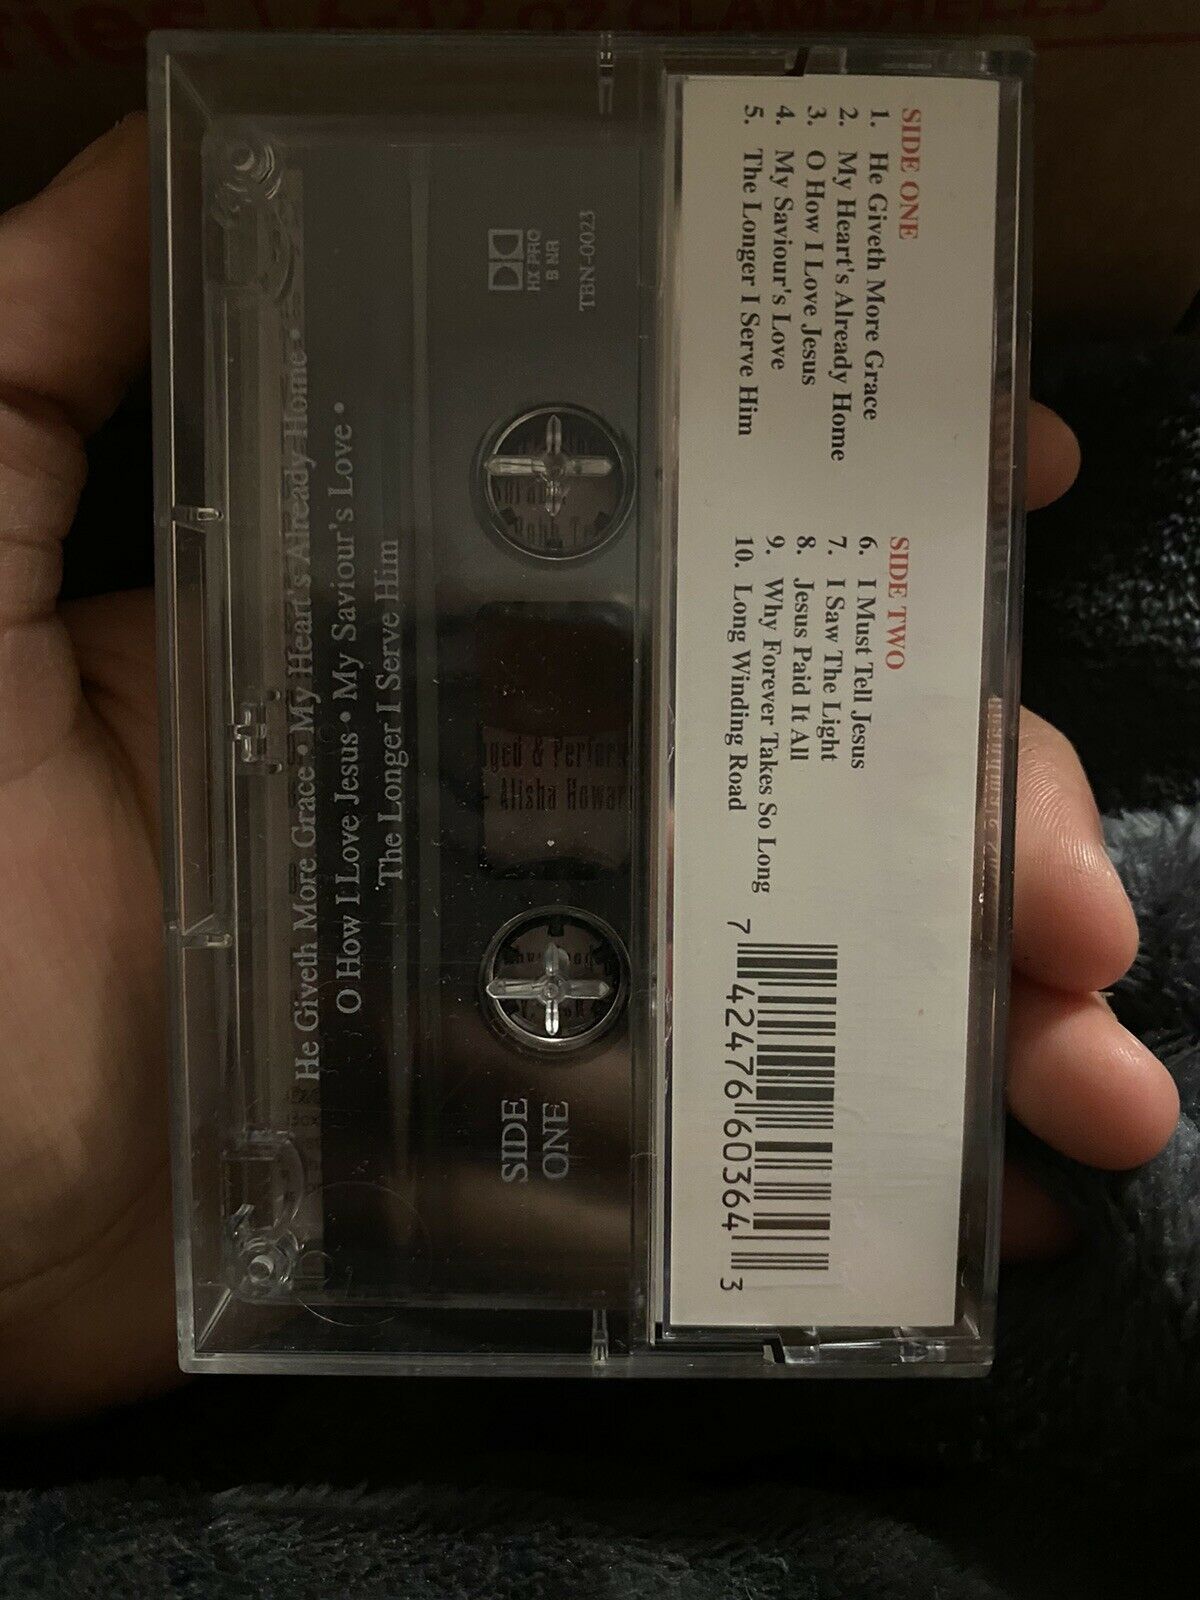 6-32 oz CLAMSHELLS
SIDE ONE
1. He Giveth More Grace
2. My Heart's Already Home
3. O How I Love Jesus
4. My Saviour's Love
5. The Longer I Serve Him
SIDE TWO
6. I Must Tell Jesus
7. I Saw The Light
8. Jesus Paid It All
9. Why Forever Takes So Long
10. Long Winding Road
7 42476 60364 3
TBN-0023
B NR
HX PRO
SIDE
ONE
He Giveth More Grace • My Heart's Already Home •
O How I Love Jesus • My Saviour's Love •
The Longer I Serve Him
Alisha